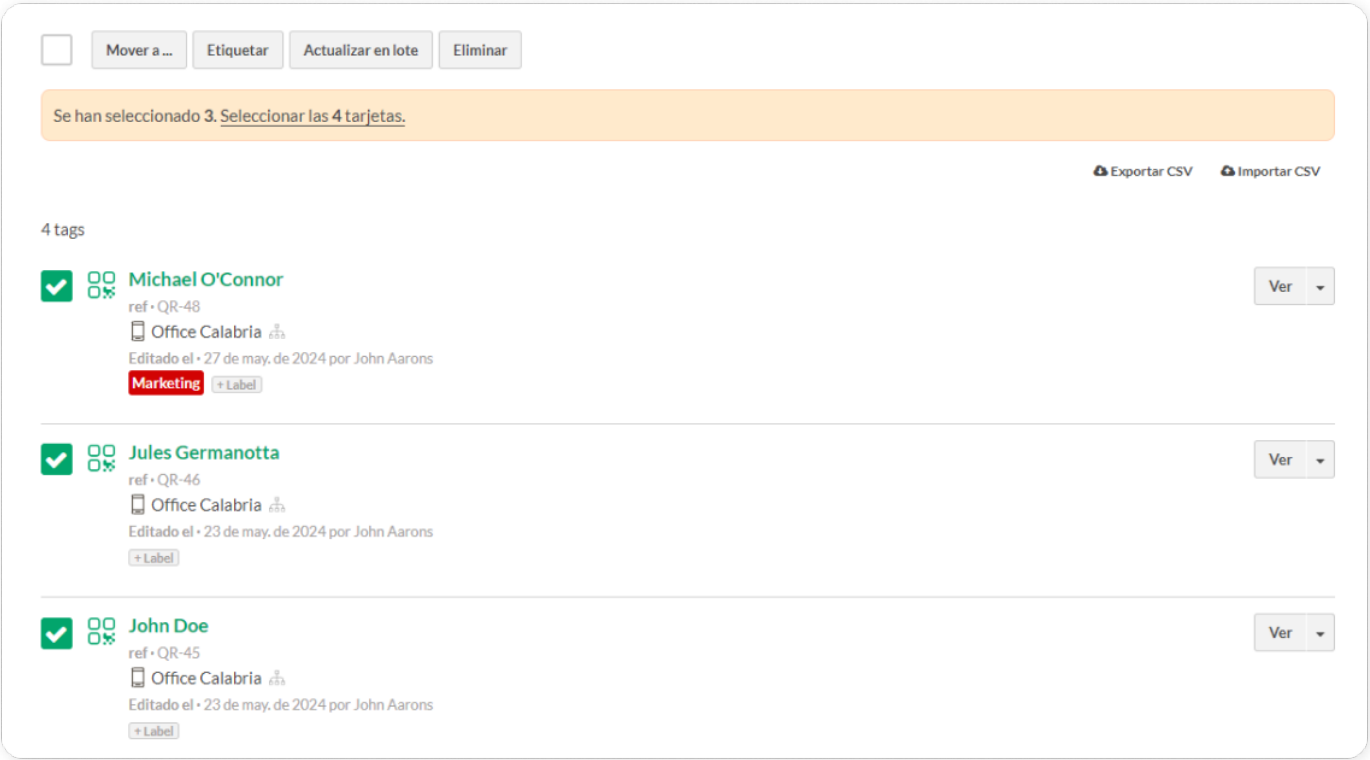 Mover a ... Etiquetar Actualizar en lote Eliminar
Se han seleccionado 3. Seleccionar las 4 tarjetas.
Exportar CSV Importar CSV
4 tags
Michael O'Connor Ver
ref • QR-48
Office Calabria
Editado el • 27 de may. de 2024 por John Aarons
Marketing + Label
Jules Germanotta Ver
ref • QR-46
Office Calabria
Editado el • 23 de may. de 2024 por John Aarons
+ Label
John Doe Ver
ref • QR-45
Office Calabria
Editado el • 23 de may. de 2024 por John Aarons
+ Label